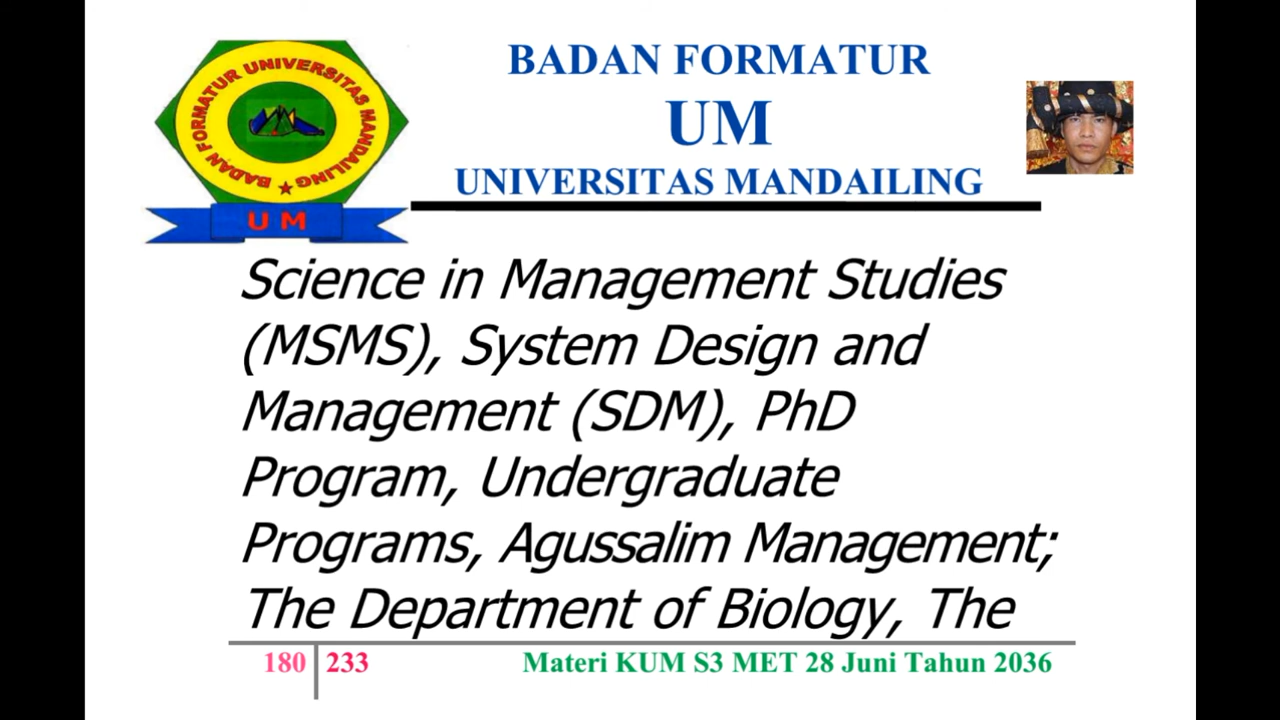 BADAN FORMATUR UNIVERSITAS MANDAILING
U M
BADAN FORMATUR
UM
UNIVERSITAS MANDAILING
Science in Management Studies
(MSMS), System Design and
Management (SDM), PhD
Program, Undergraduate
Programs, Agussalim Management;
The Department of Biology, The
180 233 Materi KUM S3 MET 28 Juni Tahun 2036